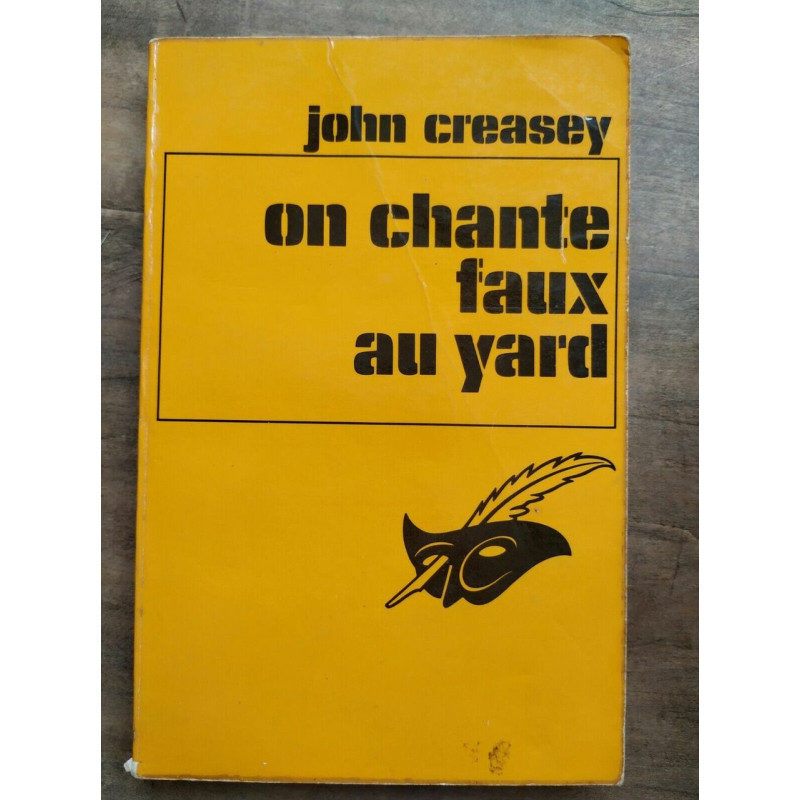 john creasey
on chante
faux
au yard